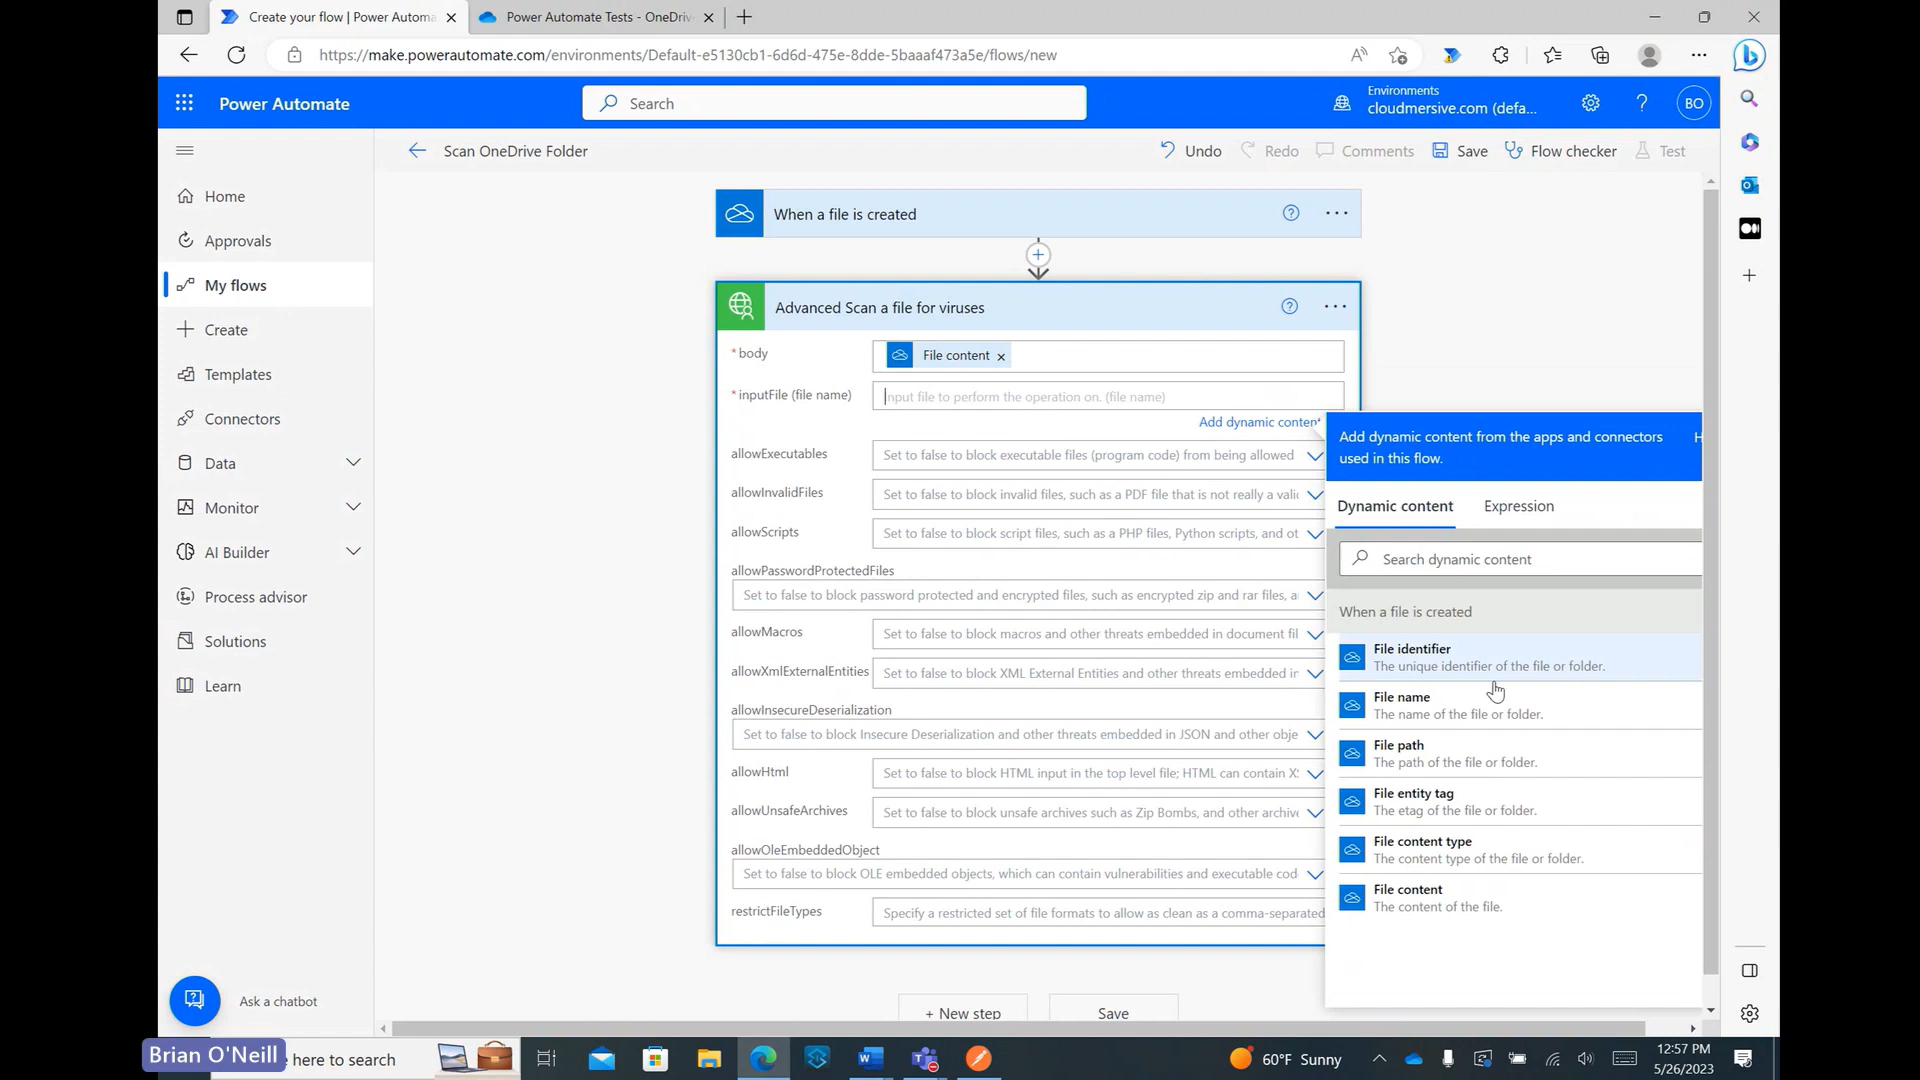 Create your flow | Power Automa
Power Automate Tests - OneDriv
https://make.powerautomate.com/environments/Default-e5130cb1-6d6d-475e-8dde-5baaaf473a5e/flows/new
Power Automate
Search
Environments
cloudmersive.com (defa...
BO
Scan OneDrive Folder
Undo
Redo
Comments
Save
Flow checker
Test
Home
Approvals
My flows
Create
Templates
Connectors
Data
Monitor
AI Builder
Process advisor
Solutions
Learn
Ask a chatbot
When a file is created
Advanced Scan a file for viruses
* body
File content
* inputFile (file name)
Input file to perform the operation on. (file name)
Add dynamic content
allowExecutables
Set to false to block executable files (program code) from being allowed
allowInvalidFiles
Set to false to block invalid files, such as a PDF file that is not really a valid
allowScripts
Set to false to block script files, such as a PHP files, Python scripts, and ot
allowPasswordProtectedFiles
Set to false to block password protected and encrypted files, such as encrypted zip and rar files, a
allowMacros
Set to false to block macros and other threats embedded in document fil
allowXmlExternalEntities
Set to false to block XML External Entities and other threats embedded in
allowInsecureDeserialization
Set to false to block Insecure Deserialization and other threats embedded in JSON and other obje
allowHtml
Set to false to block HTML input in the top level file; HTML can contain XS
allowUnsafeArchives
Set to false to block unsafe archives such as Zip Bombs, and other archive
allowOleEmbeddedObject
Set to false to block OLE embedded objects, which can contain vulnerabilities and executable cod
restrictFileTypes
Specify a restricted set of file formats to allow as clean as a comma-separated
+ New step
Save
Add dynamic content from the apps and connectors
used in this flow.
H
Dynamic content
Expression
Search dynamic content
When a file is created
File identifier
The unique identifier of the file or folder.
File name
The name of the file or folder.
File path
The path of the file or folder.
File entity tag
The etag of the file or folder.
File content type
The content type of the file or folder.
File content
The content of the file.
Brian O'Neill
here to search
60°F Sunny
12:57 PM
5/26/2023